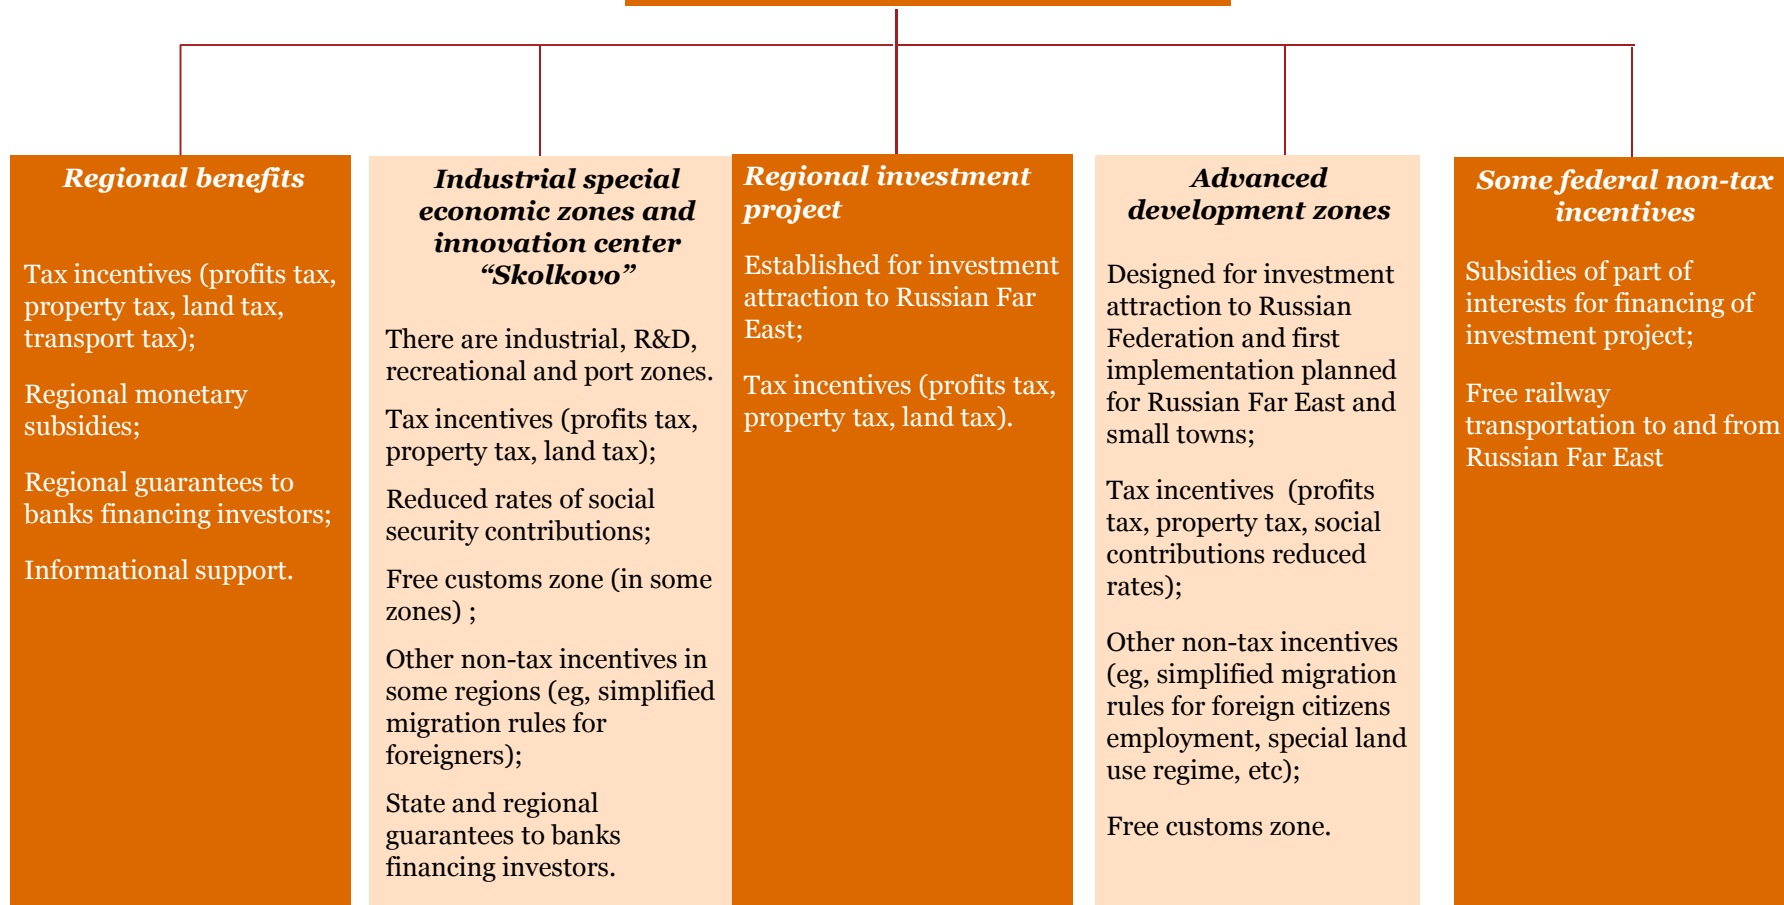 Regional benefits
Tax incentives (profits tax,
property tax, land tax,
transport tax);
Regional monetary
subsidies;
Regional guarantees to
banks financing investors;
Informational support.
Industrial special
economic zones and
innovation center
“Skolkovo”
There are industrial, R&D,
recreational and port zones.
Tax incentives (profits tax,
property tax, land tax);
Reduced rates of social
security contributions;
Free customs zone (in some
zones) ;
Other non-tax incentives in
some regions (eg, simplified
migration rules for
foreigners);
State and regional
guarantees to banks
financing investors.
Regional investment
project
Established for investment
attraction to Russian Far
East;
Tax incentives (profits tax,
property tax, land tax).
Advanced
development zones
Designed for investment
attraction to Russian
Federation and first
implementation planned
for Russian Far East and
small towns;
Tax incentives  (profits
tax, property tax, social
contributions reduced
rates);
Other non-tax incentives
(eg, simplified migration
rules for foreign citizens
employment, special land
use regime, etc);
Free customs zone.
Some federal non-tax
incentives
Subsidies of part of
interests for financing of
investment project;
Free railway
transportation to and from
Russian Far East